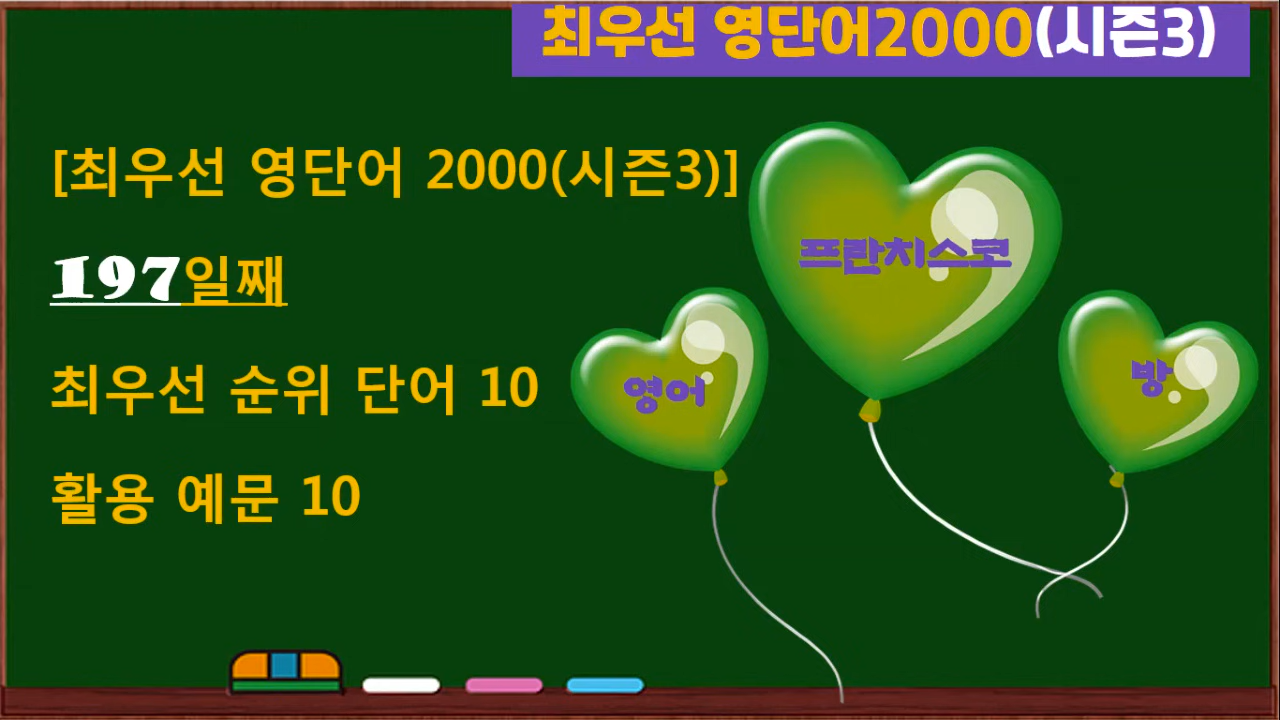 최우선 영단어2000(시즌3)
[최우선 영단어 2000(시즌3)]
197일째
최우선 순위 단어 10
활용 예문 10
프란치스코
영어
방